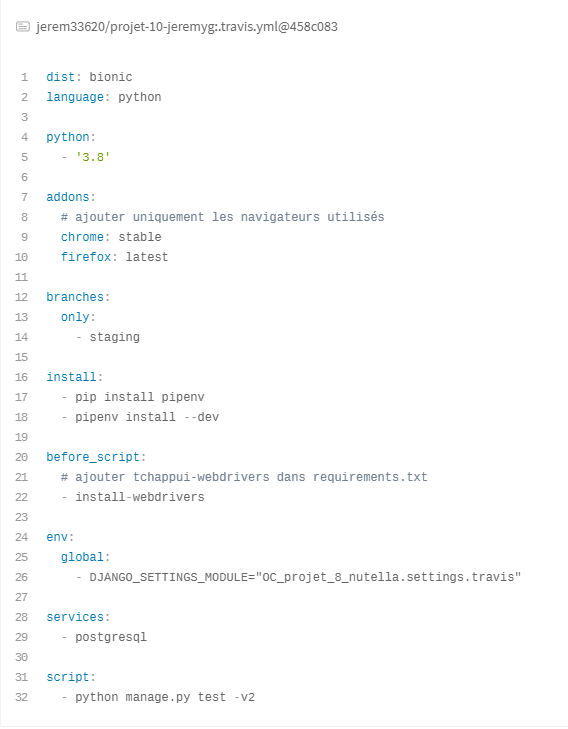 jerem33620/projet-10-jeremyg:.travis.yml@458c083
1 dist: bionic
2 language: python
3
4 python:
5   - '3.8'
6
7 addons:
8   # ajouter uniquement les navigateurs utilisés
9   chrome: stable
10   firefox: latest
11
12 branches:
13   only:
14     - staging
15
16 install:
17   - pip install pipenv
18   - pipenv install --dev
19
20 before_script:
21   # ajouter tchappui-webdrivers dans requirements.txt
22   - install-webdrivers
23
24 env:
25   global:
26     - DJANGO_SETTINGS_MODULE="OC_projet_8_nutella.settings.travis"
27
28 services:
29   - postgresql
30
31 script:
32   - python manage.py test -v2